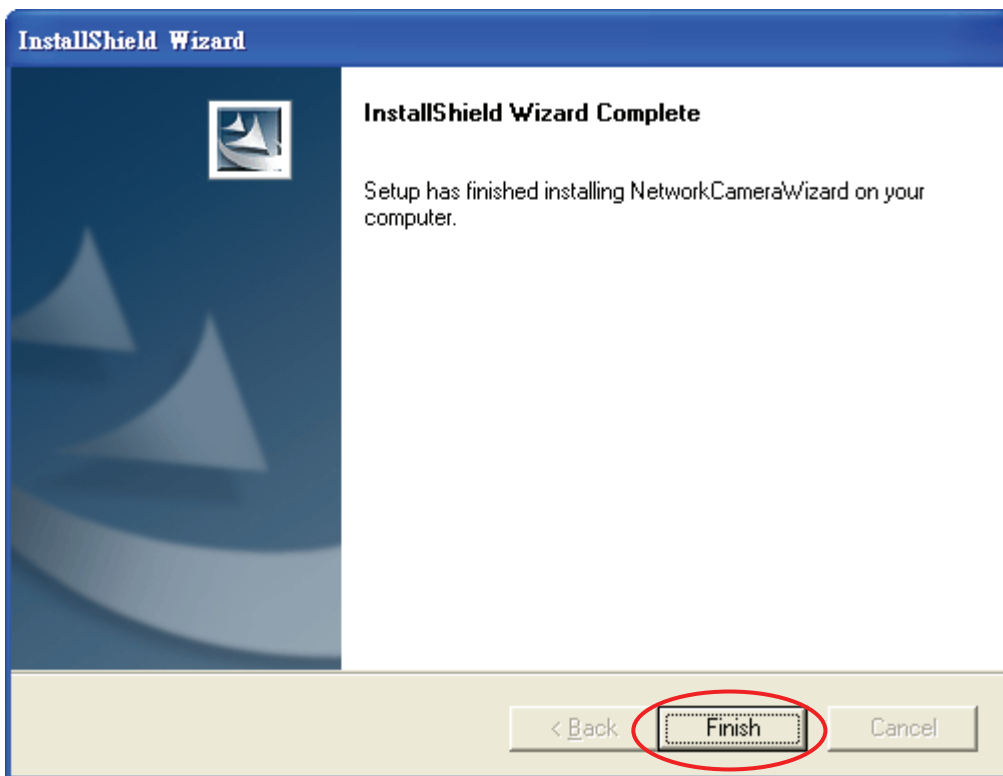 InstallShield Wizard
InstallShield Wizard Complete
Setup has finished installing NetworkCameraWizard on your
computer.
< Back
Finish
Cancel